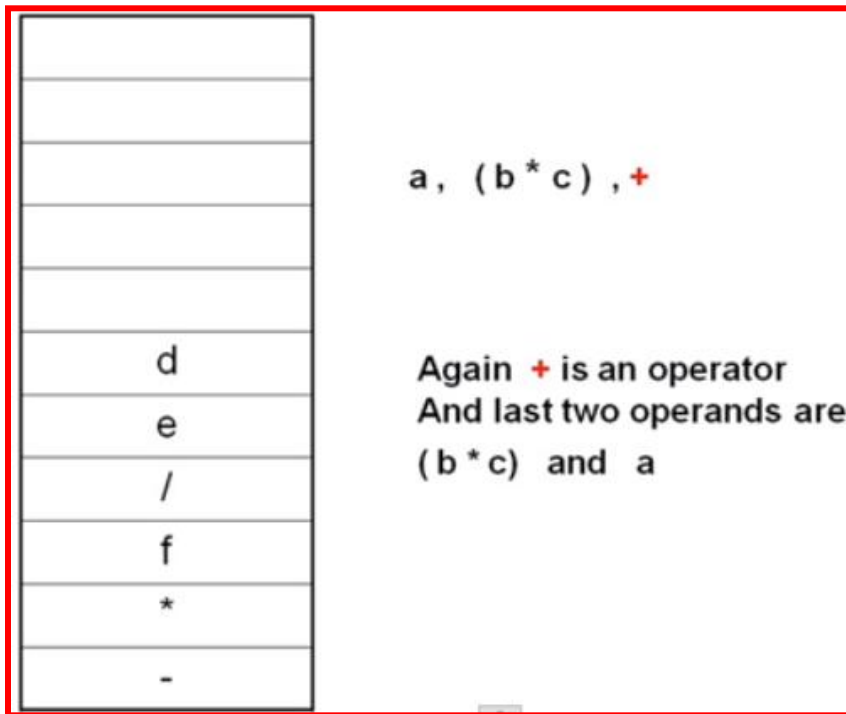 a, (b * c) , +
d
Again + is an operator
e
And last two operands are
/
(b * c) and a
f
*
-